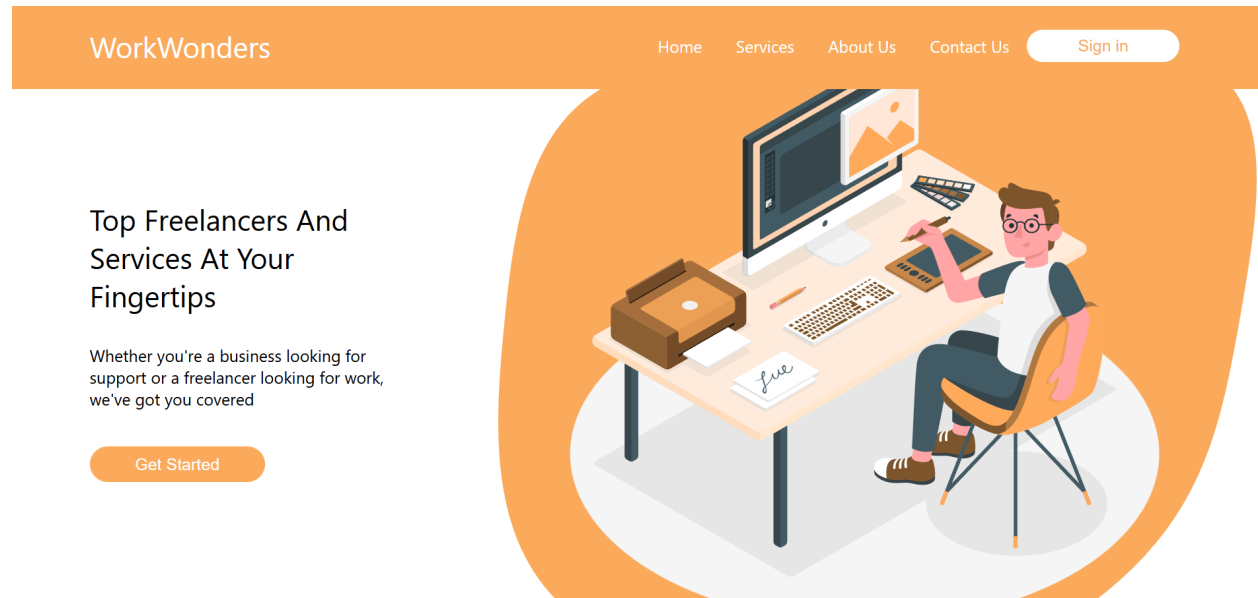 WorkWonders
Home Services About Us Contact Us Sign in
Top Freelancers And
Services At Your
Fingertips
Whether you're a business looking for
support or a freelancer looking for work,
we've got you covered
Get Started